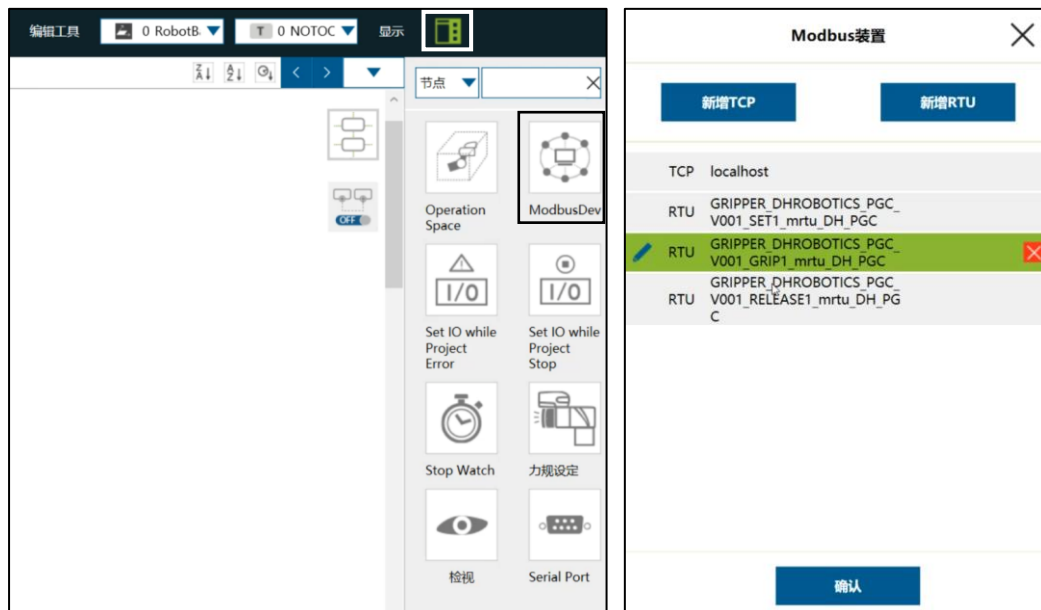 编辑工具
0 RobotB
T 0 NOTOC
显示
节点
Operation
Space
ModbusDev
I/O
Set IO while
Project
Error
I/O
Set IO while
Project
Stop
Stop Watch
力规设定
检视
Serial Port
OFF
Modbus装置
新增TCP
新增RTU
TCP localhost
RTU GRIPPER_DHROBOTICS_PGC_
V001_SET1_mrtu_DH_PGC
RTU GRIPPER_DHROBOTICS_PGC_
V001_GRIP1_mrtu_DH_PGC
RTU GRIPPER_DHROBOTICS_PGC_
V001_RELEASE1_mrtu_DH_PG
C
确认